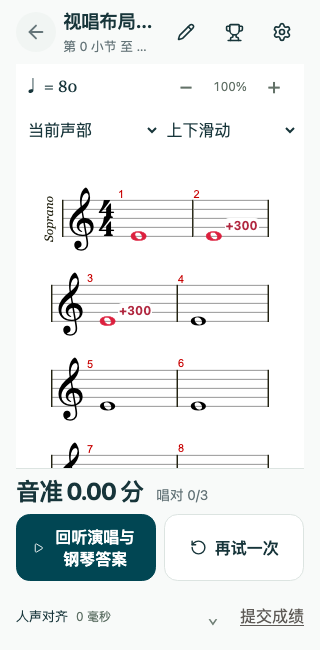 视唱布局...
第 0 小节 至 ...
♩ = 80
100%
当前声部
上下滑动
1
2
Soprano
4
4
+300
3
4
+300
5
6
7
8
音准 0.00 分
唱对 0/3
回听演唱与
钢琴答案
再试一次
人声对齐
0 毫秒
提交成绩